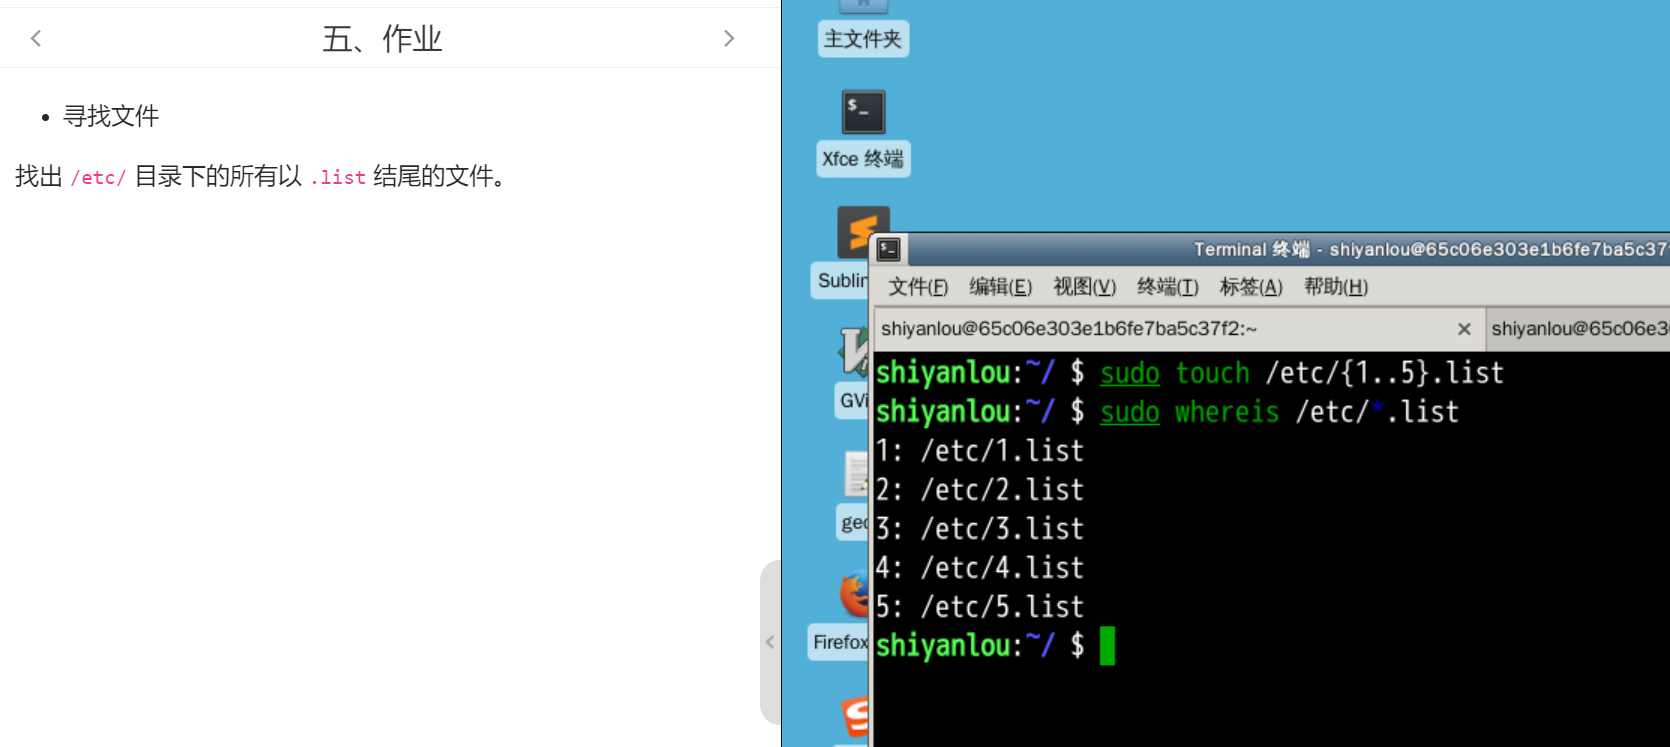 五、作业
寻找文件
找出 /etc/ 目录下的所有以 .list 结尾的文件。
主文件夹
Xfce 终端
Sublin
GVi
geo
Firefox
Terminal 终端 - shiyanlou@65c06e303e1b6fe7ba5c37
文件(F) 编辑(E) 视图(V) 终端(T) 标签(A) 帮助(H)
shiyanlou@65c06e303e1b6fe7ba5c37f2:~ shiyanlou@65c06e30
shiyanlou:~/ $ sudo touch /etc/{1..5}.list
shiyanlou:~/ $ sudo whereis /etc/*.list
1: /etc/1.list
2: /etc/2.list
3: /etc/3.list
4: /etc/4.list
5: /etc/5.list
shiyanlou:~/ $